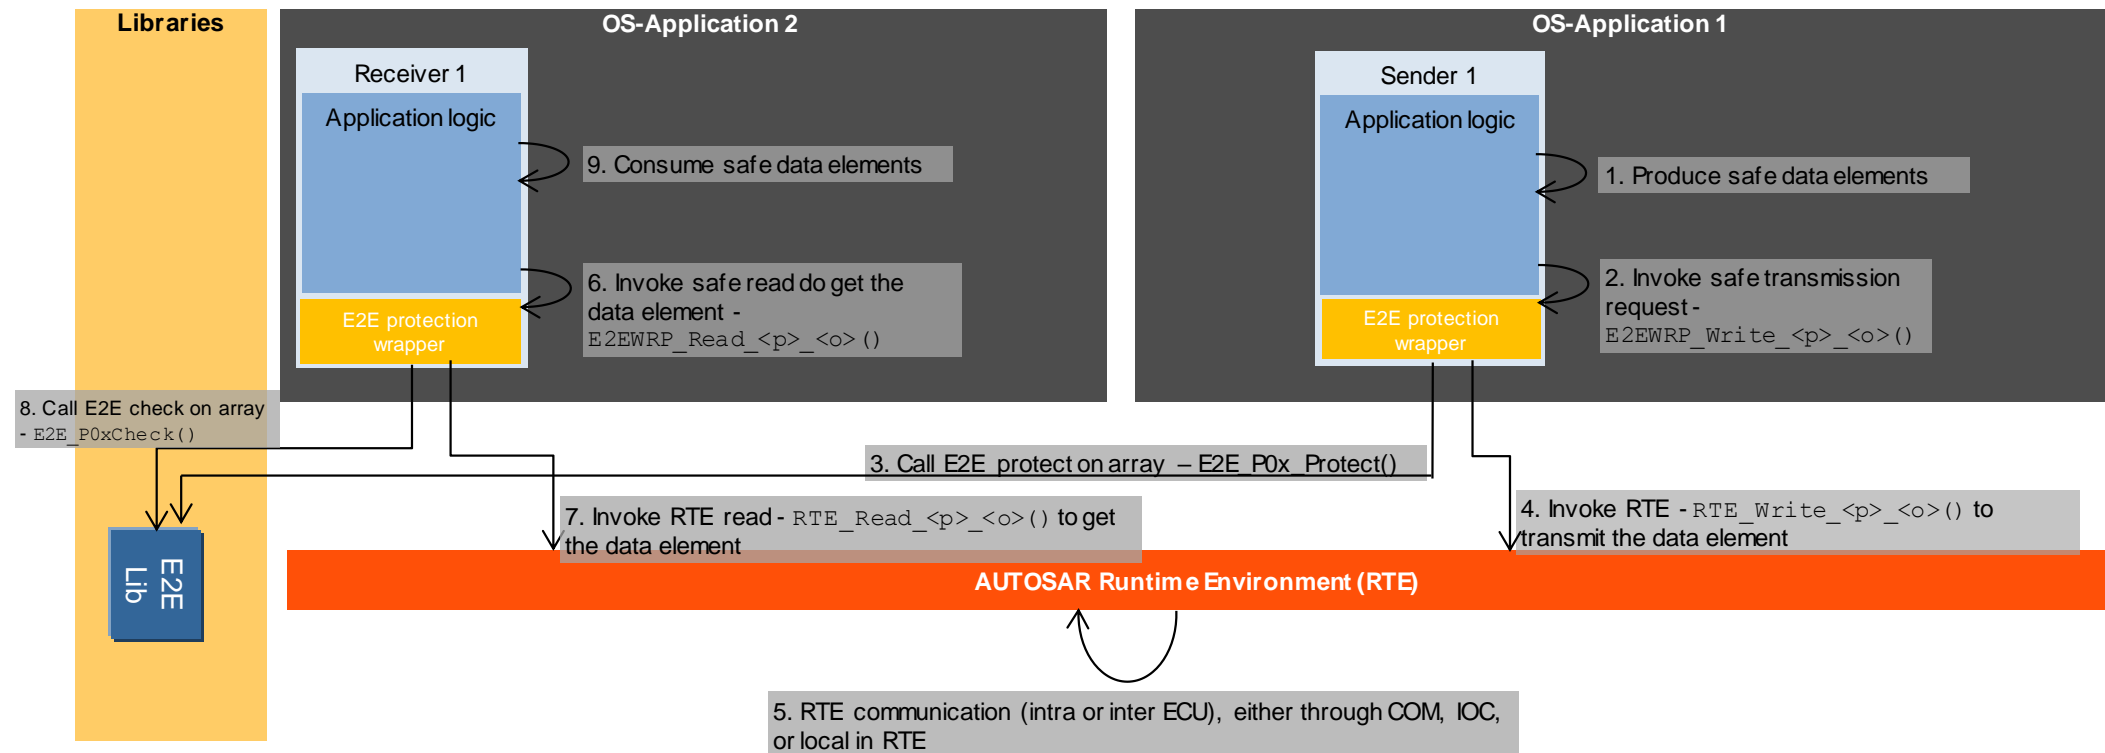 Libraries
OS-Application 2
OS-Application 1
Receiver 1
Application logic
Sender 1
Application logic
9. Consume safe data elements
1. Produce safe data elements
6. Invoke safe read do get the
data element -
E2EWRP_Read_<p>_<o>()
2. Invoke safe transmission
request -
E2EWRP_Write_<p>_<o>()
E2E protection
wrapper
E2E protection
wrapper
8. Call E2E check on array
- E2E_P0xCheck()
3. Call E2E protect on array – E2E_P0x_Protect()
7. Invoke RTE read - RTE_Read_<p>_<o>() to get
the data element
4. Invoke RTE - RTE_Write_<p>_<o>() to
transmit the data element
E2E
Lib
AUTOSAR Runtime Environment (RTE)
5. RTE communication (intra or inter ECU), either through COM, IOC,
or local in RTE